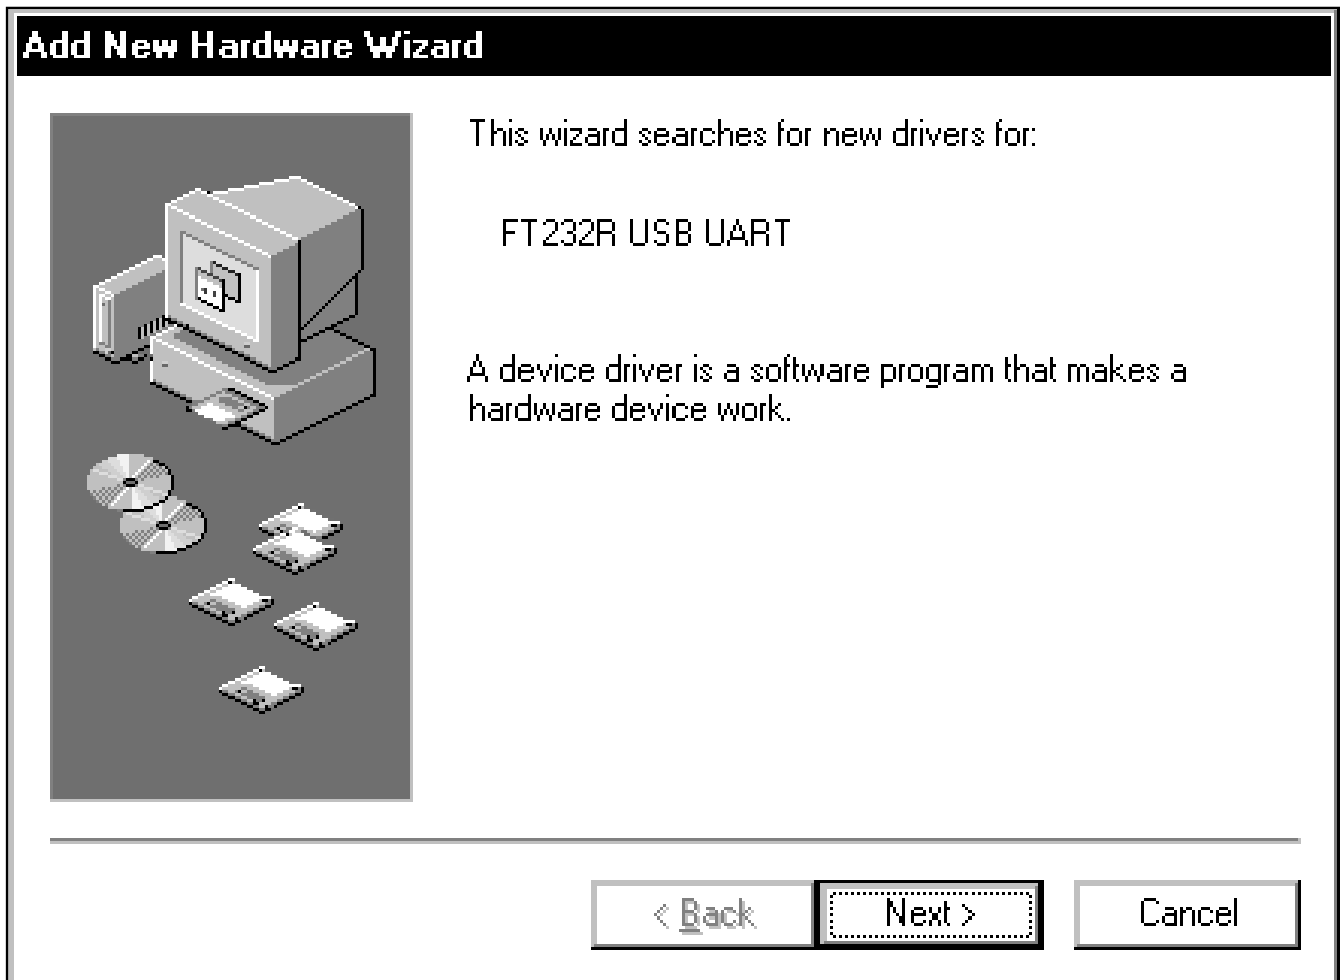 Add New Hardware Wizard
This wizard searches for new drivers for:
FT232R USB UART
A device driver is a software program that makes a
hardware device work.
< Back
Next >
Cancel